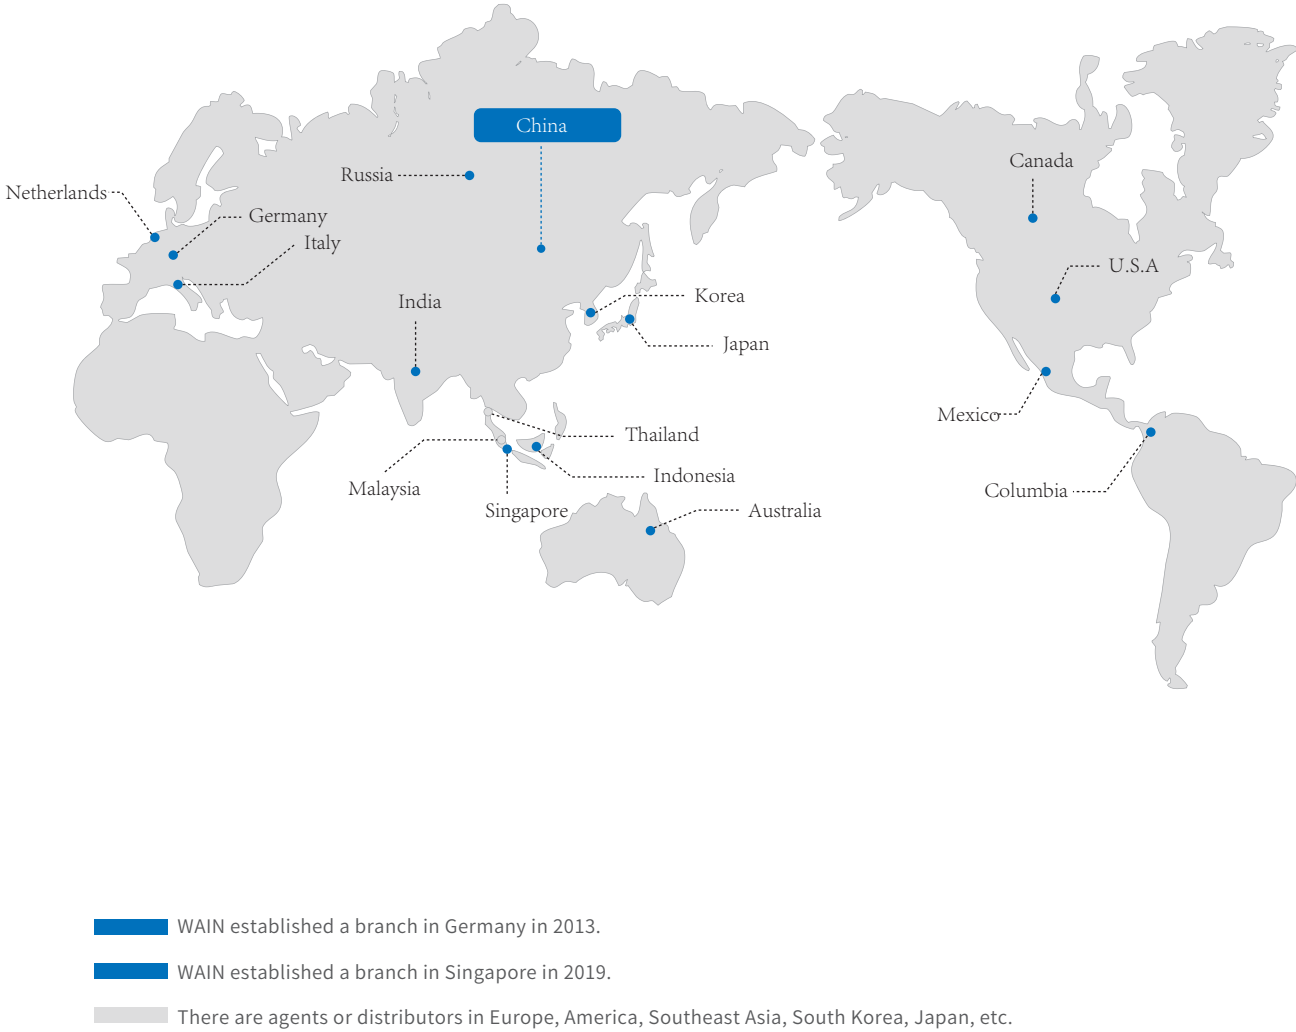 China
Canada
Russia
Netherlands
Germany
Italy
U.S.A
India
Korea
Japan
Mexico
Thailand
Indonesia
Malaysia
Columbia
Singapore
Australia
WAIN established a branch in Germany in 2013.
WAIN established a branch in Singapore in 2019.
There are agents or distributors in Europe, America, Southeast Asia, South Korea, Japan, etc.